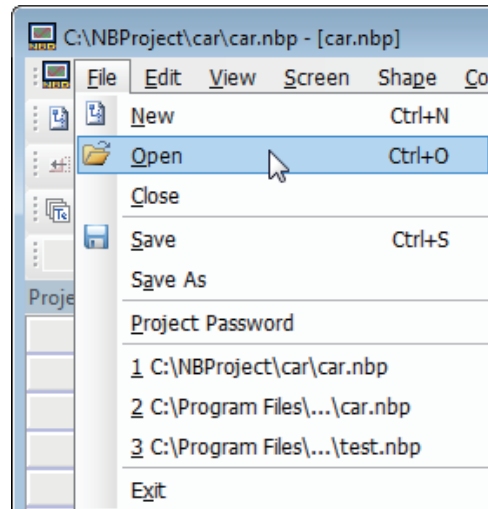 C:\NBProject\car\car.nbp - [car.nbp]
File Edit View Screen Shape Co
New Ctrl+N
Open Ctrl+O
Close
Save Ctrl+S
Save As
Proje
Project Password
1 C:\NBProject\car\car.nbp
2 C:\Program Files\...\car.nbp
3 C:\Program Files\...\test.nbp
Exit